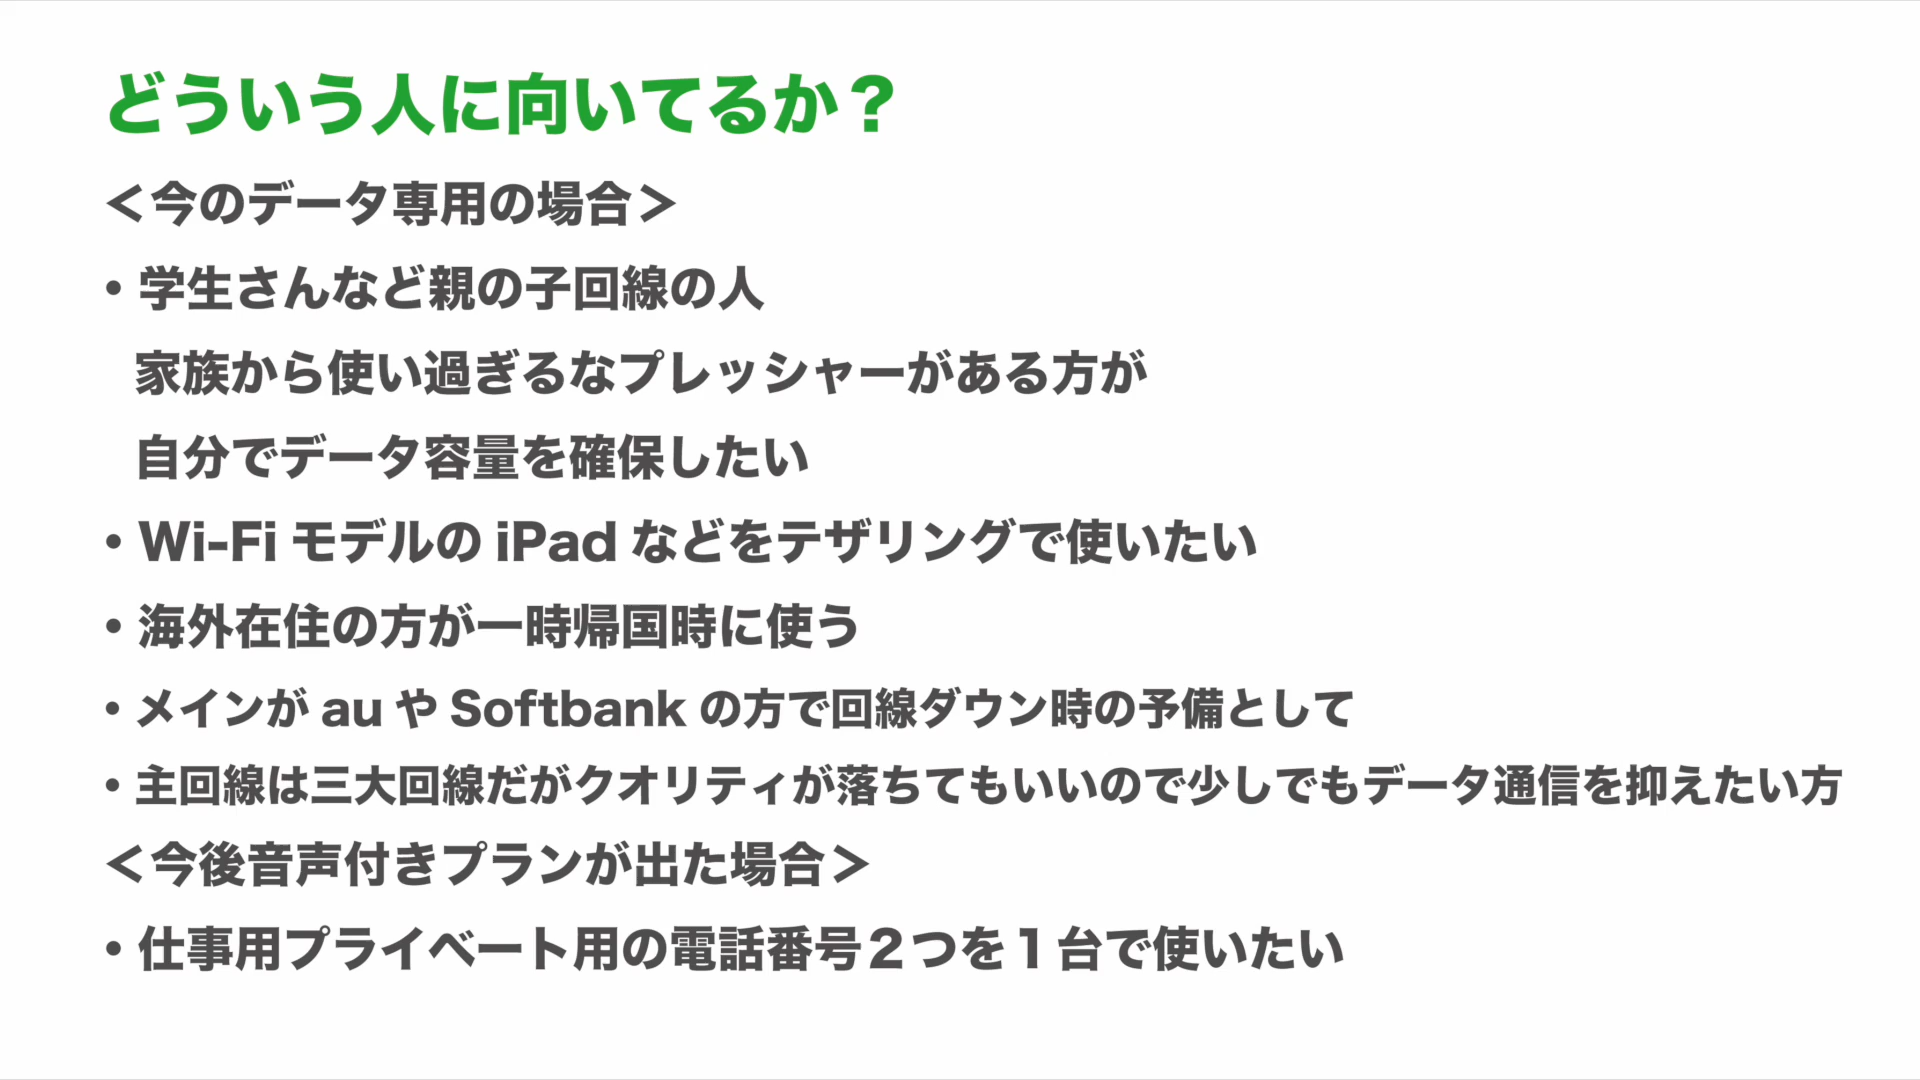 どういう人に向いてるか？
＜今のデータ専用の場合＞
・学生さんなど親の子回線の人
家族から使い過ぎるなプレッシャーがある方が
自分でデータ容量を確保したい
・Wi-Fi モデルの iPad などをテザリングで使いたい
・海外在住の方が一時帰国時に使う
・メインが au や Softbank の方で回線ダウン時の予備として
・主回線は三大回線だがクオリティが落ちてもいいので少しでもデータ通信を抑えたい方
＜今後音声付きプランが出た場合＞
・仕事用プライベート用の電話番号２つを１台で使いたい